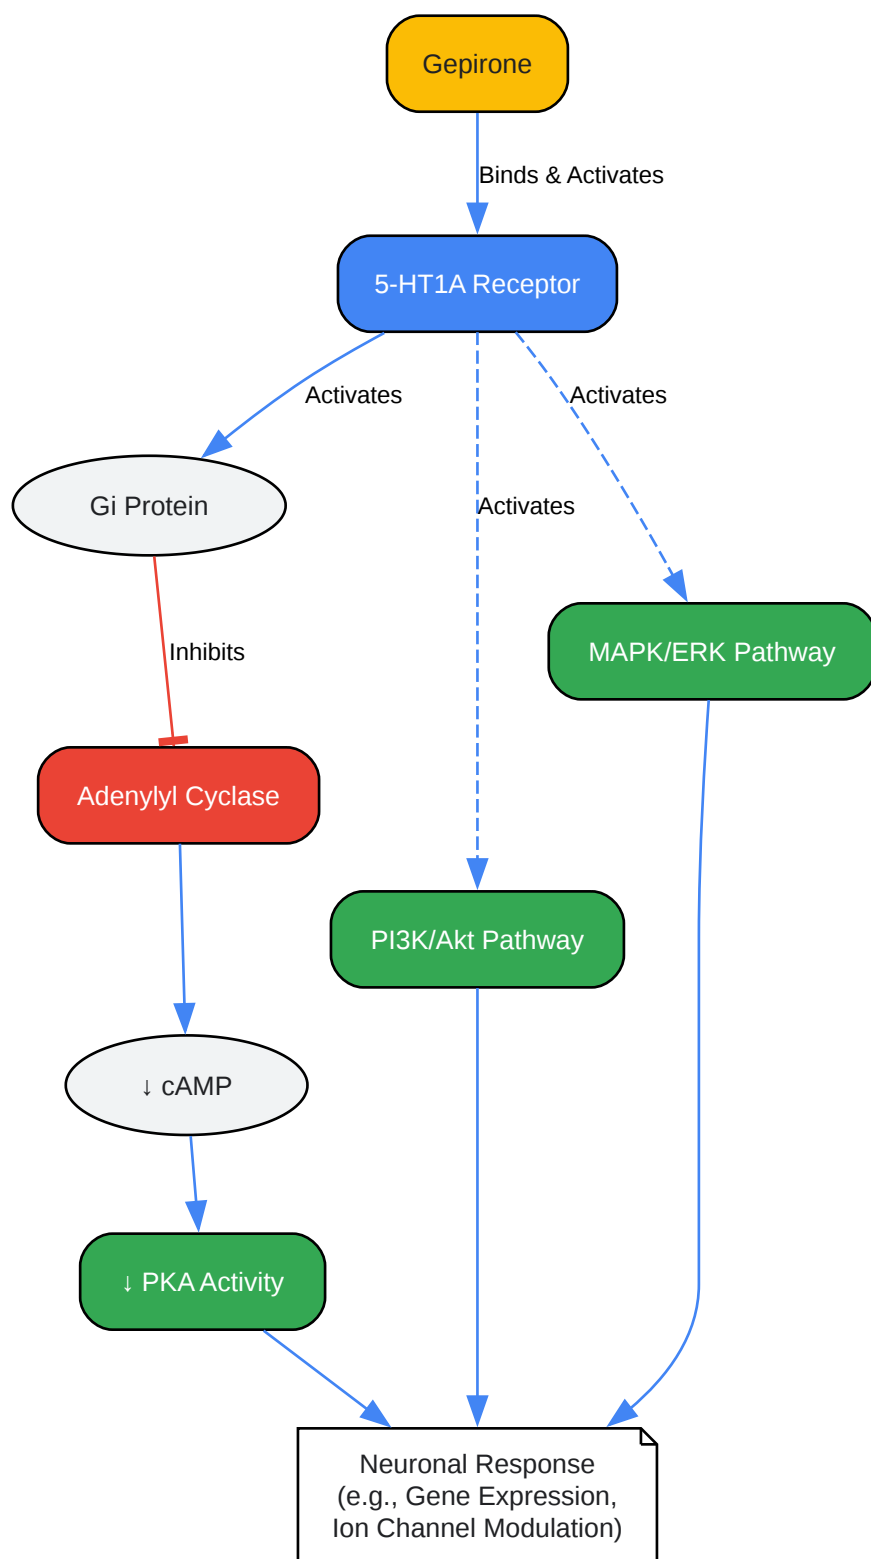 Gepirone
Binds & Activates
5-HT1A Receptor
Activates
Activates
Activates
Gi Protein
Inhibits
MAPK/ERK Pathway
Adenylyl Cyclase
PI3K/Akt Pathway
↓ cAMP
↓ PKA Activity
Neuronal Response
(e.g., Gene Expression,
Ion Channel Modulation)